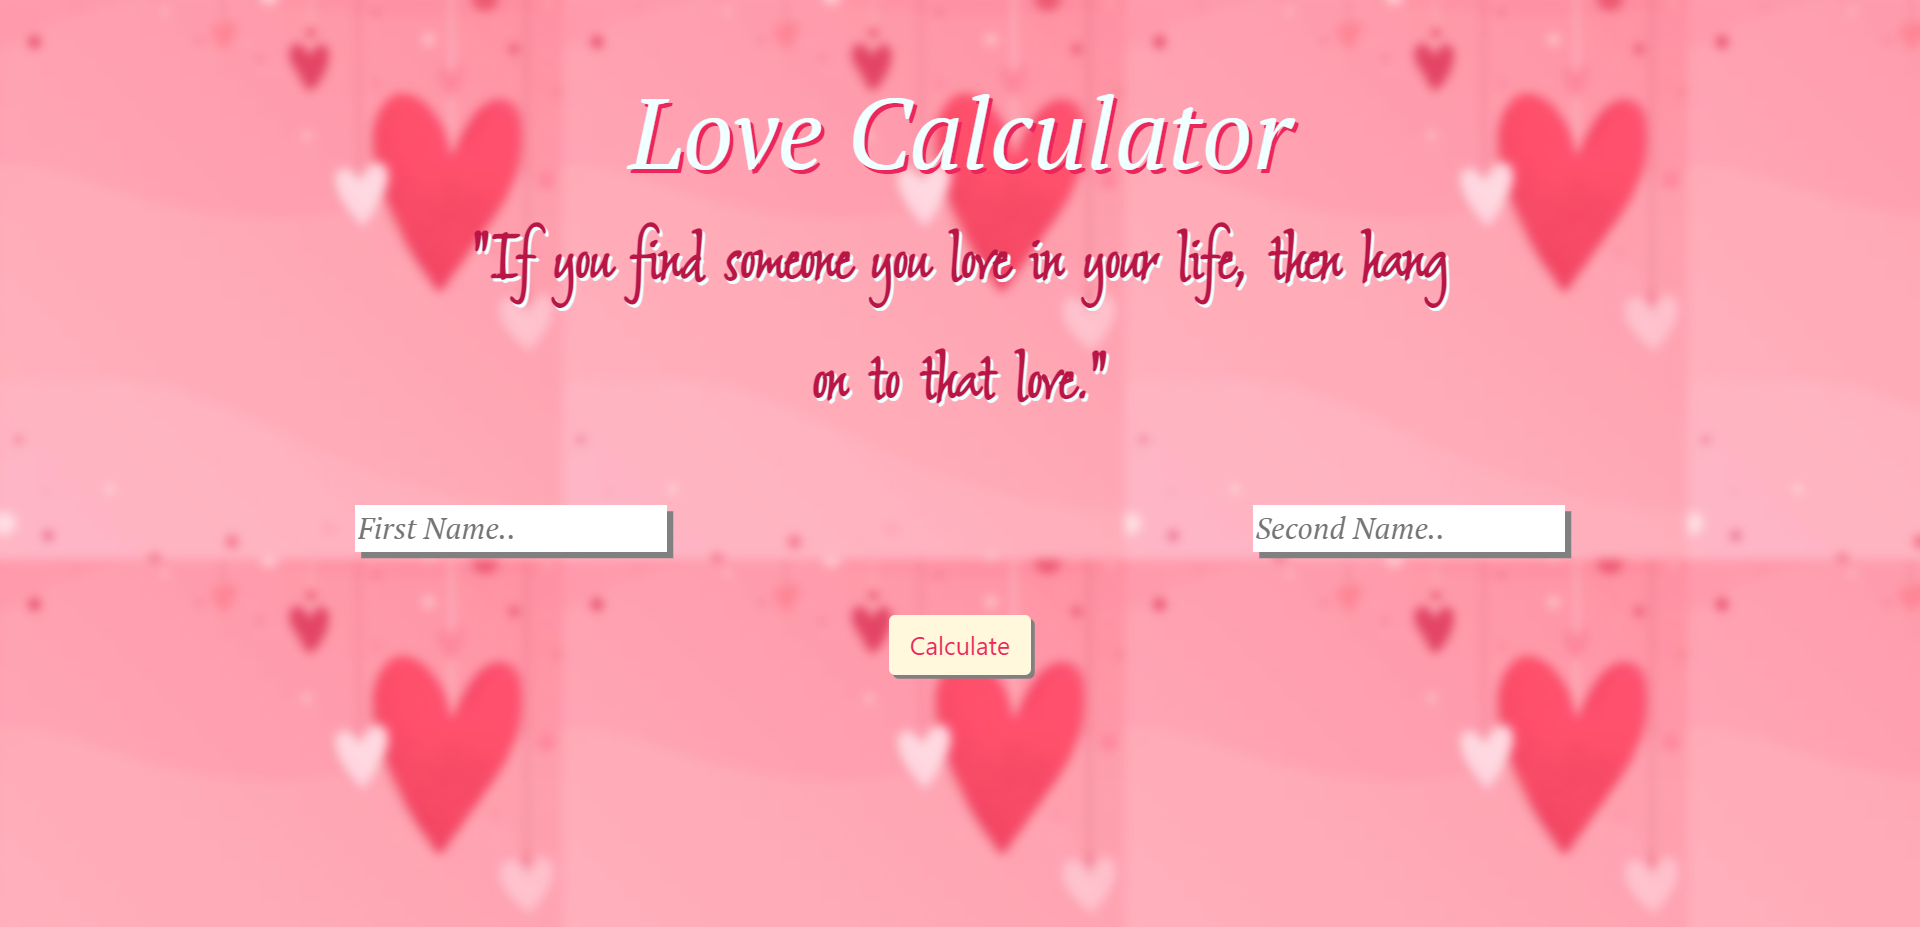 Love Calculator
"If you find someone you love in your life, then hang
on to that love."
First Name..
Second Name..
Calculate